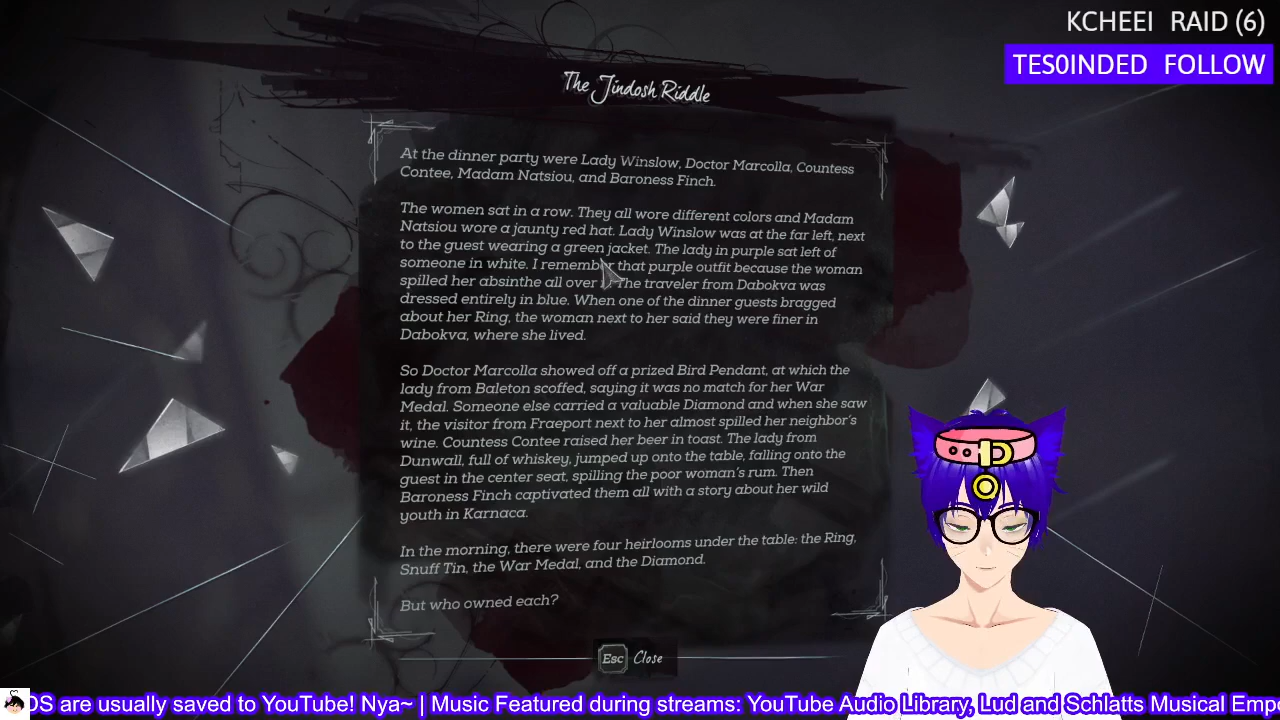 KCHEEI RAID (6)
TES0INDED FOLLOW
The Jindosh Riddle
At the dinner party were Lady Winslow, Doctor Marcolla, Countess
Contee, Madam Natsiou, and Baroness Finch.
The women sat in a row. They all wore different colors and Madam
Natsiou wore a jaunty red hat. Lady Winslow was at the far left, next
to the guest wearing a green jacket. The lady in purple sat left of
someone in white. I remember that purple outfit because the woman
spilled her absinthe all over The traveler from Dabokva was
dressed entirely in blue. When one of the dinner guests bragged
about her Ring, the woman next to her said they were finer in
Dabokva, where she lived.
So Doctor Marcolla showed off a prized Bird Pendant, at which the
lady from Baleton scoffed, saying it was no match for her War
Medal. Someone else carried a valuable Diamond and when she saw
it, the visitor from Fraeport next to her almost spilled her neighbor's
wine. Countess Contee raised her beer in toast. The lady from
Dunwall, full of whiskey, jumped up onto the table, falling onto the
guest in the center seat, spilling the poor woman's rum. Then
Baroness Finch captivated them all with a story about her wild
youth in Karnaca.
In the morning, there were four heirlooms under the table: the Ring,
Snuff Tin, the War Medal, and the Diamond.
But who owned each?
Esc Close
DS are usually saved to YouTube! Nya~ | Music Featured during streams: YouTube Audio Library, Lud and Schlatts Musical Emp